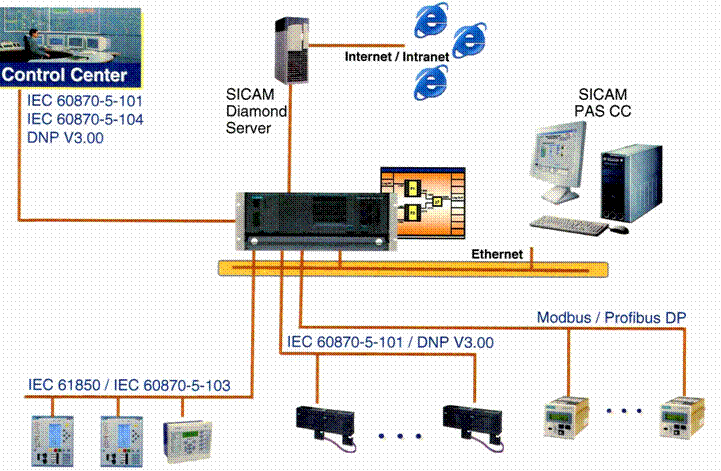 Control Center
IEC 60870-5-101
IEC 60870-5-104
DNP V3.00
SICAM
Diamond
Server
Internet / Intranet
SICAM
PAS CC
Ethernet
Modbus / Profibus DP
IEC 60870-5-101 / DNP V3.00
IEC 61850 / IEC 60870-5-103